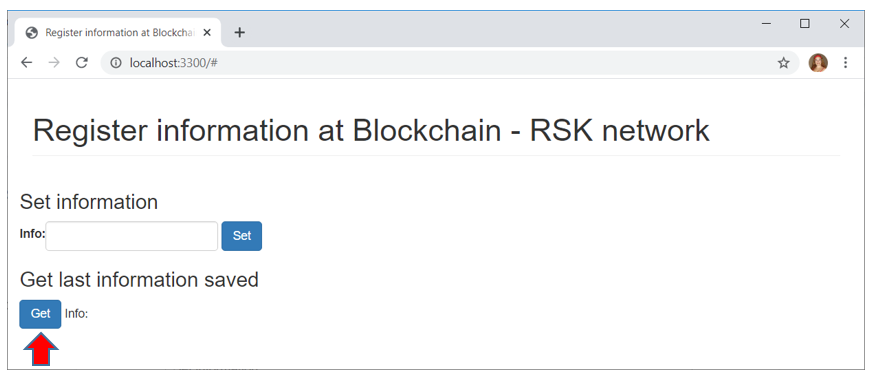 Register information at Blockchai
localhost:3300/#
Register information at Blockchain - RSK network
Set information
Info: Set
Get last information saved
Get Info: